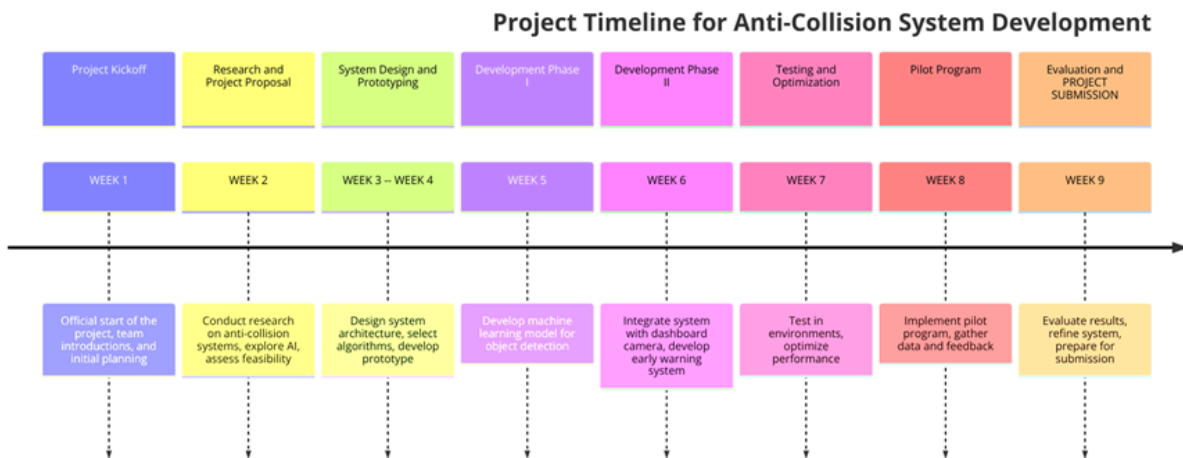 Project Timeline for Anti-Collision System Development
Project Kickoff
Research and
Project Proposal
System Design and
Prototyping
Development Phase
I
Development Phase
II
Testing and
Optimization
Pilot Program
Evaluation and
PROJECT
SUBMISSION
WEEK 1
WEEK 2
WEEK 3 -- WEEK 4
WEEK 5
WEEK 6
WEEK 7
WEEK 8
WEEK 9
Official start of the
project, team
introductions, and
initial planning
Conduct research
on anti-collision
systems, explore AI,
assess feasibility
Design system
architecture, select
algorithms, develop
prototype
Develop machine
learning model for
object detection
Integrate system
with dashboard
camera, develop
early warning
system
Test in
environments,
optimize
performance
Implement pilot
program, gather
data and feedback
Evaluate results,
refine system,
prepare for
submission